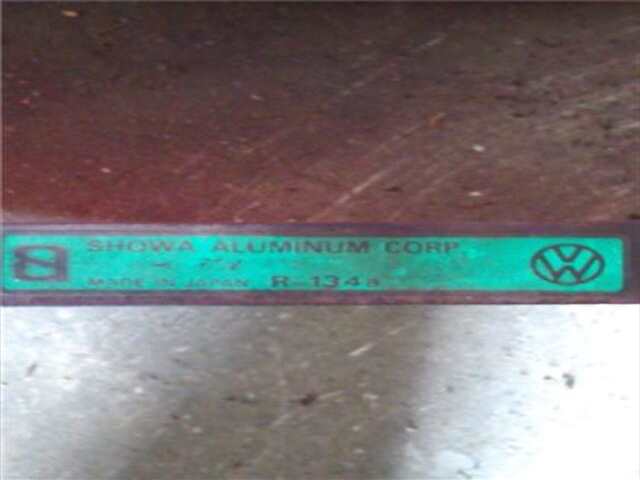 SHOWA ALUMINUM CORP.
MADE IN JAPAN R-134a